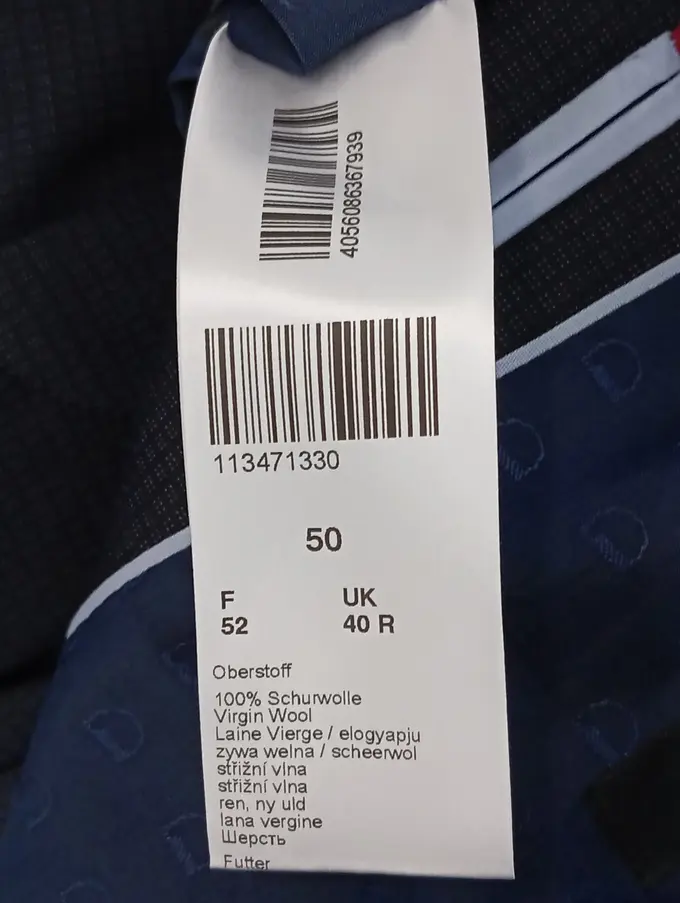 4056086367939
113471330
50
F UK
52 40 R
Oberstoff
100% Schurwolle
Virgin Wool
Laine Vierge / elogyapju
zywa welna / scheerwol
střižní vlna
střižní vlna
ren, ny uld
lana vergine
Шерсть
Futter